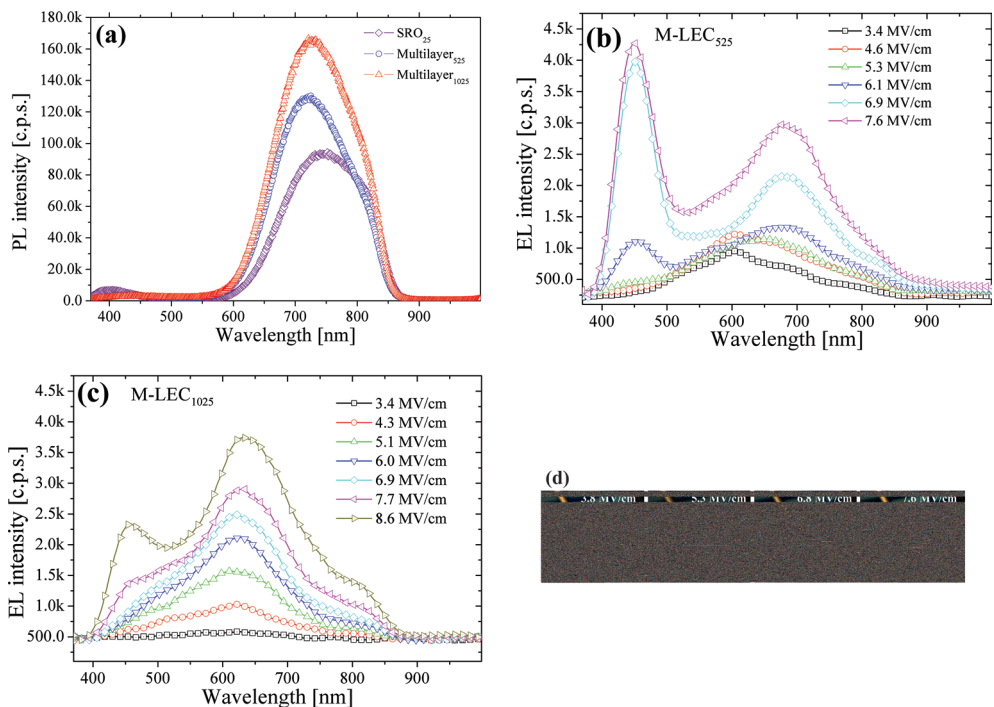 (a)
SRO25
Multilayer525
Multilayer1025
PL intensity [c.p.s.]
180.0k
160.0k
140.0k
120.0k
100.0k
80.0k
60.0k
40.0k
20.0k
0.0
400 500 600 700 800 900
Wavelength [nm]
(b)
M-LEC525
3.4 MV/cm
4.6 MV/cm
5.3 MV/cm
6.1 MV/cm
6.9 MV/cm
7.6 MV/cm
EL intensity [c.p.s.]
4.5k
4.0k
3.5k
3.0k
2.5k
2.0k
1.5k
1.0k
500.0
400 500 600 700 800 900
Wavelength [nm]
(c)
M-LEC1025
3.4 MV/cm
4.3 MV/cm
5.1 MV/cm
6.0 MV/cm
6.9 MV/cm
7.7 MV/cm
8.6 MV/cm
EL intensity [c.p.s.]
4.5k
4.0k
3.5k
3.0k
2.5k
2.0k
1.5k
1.0k
500.0
400 500 600 700 800 900
Wavelength [nm]
(d)
3.8 MV/cm 5.3 MV/cm 6.8 MV/cm 7.6 MV/cm